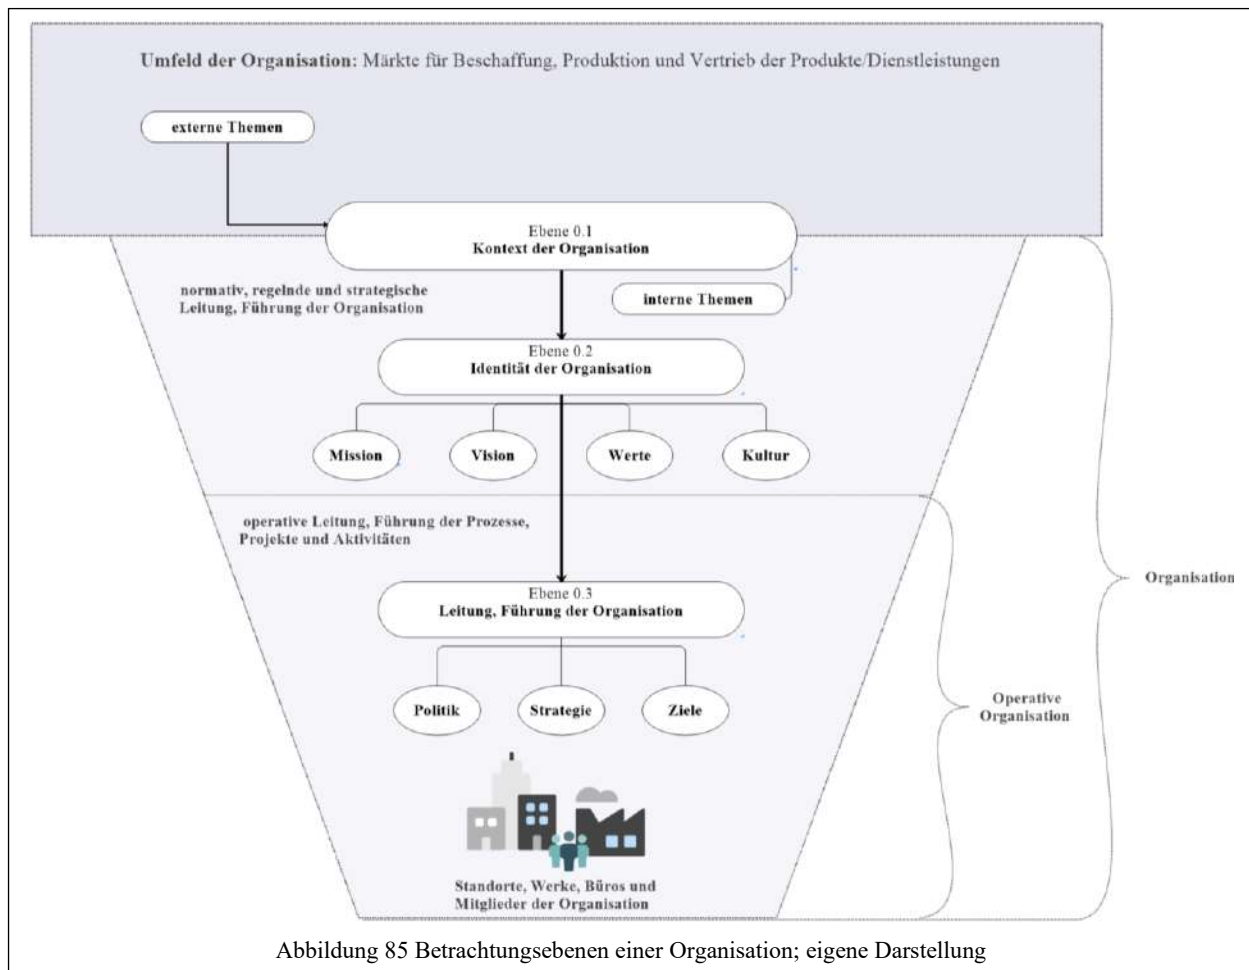 Umfeld der Organisation: Märkte für Beschaffung, Produktion und Vertrieb der Produkte/Dienstleistungen
externe Themen
Ebene 0.1
Kontext der Organisation
normativ, regelnde und strategische
Leitung, Führung der Organisation
interne Themen
Ebene 0.2
Identität der Organisation
Mission
Vision
Werte
Kultur
operative Leitung, Führung der Prozesse,
Projekte und Aktivitäten
Ebene 0.3
Leitung, Führung der Organisation
Organisation
Politik
Strategie
Ziele
Operative
Organisation
Standorte, Werke, Büros und
Mitglieder der Organisation
Abbildung 85 Betrachtungsebenen einer Organisation; eigene Darstellung